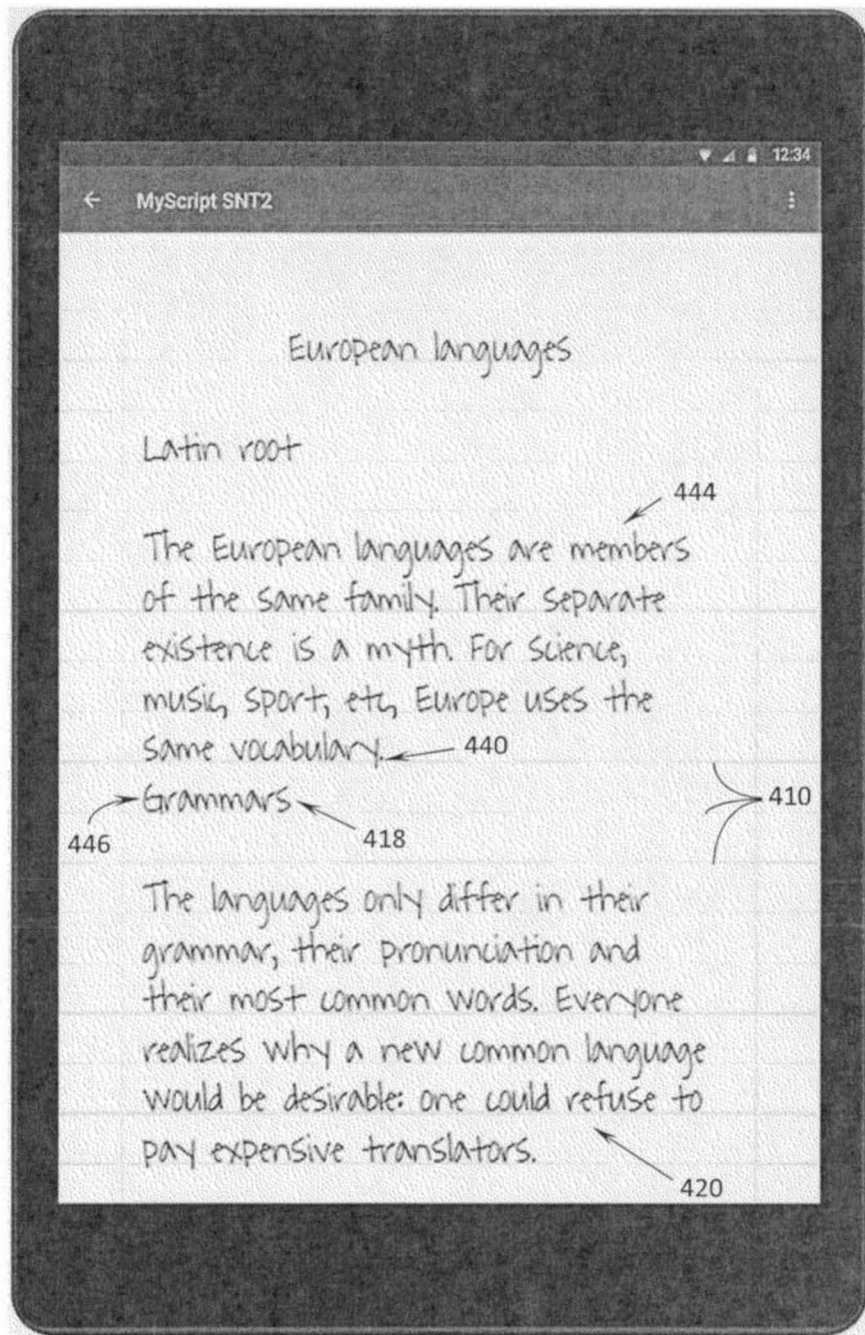 12:34
MyScript SNT2
European languages
Latin root
444
The European languages are members
of the same family. Their separate
existence is a myth. For science,
music, sport, etc, Europe uses the
same vocabulary.
440
Grammars
410
446
418
The languages only differ in their
grammar, their pronunciation and
their most common words. Everyone
realizes why a new common language
would be desirable: one could refuse to
pay expensive translators.
420